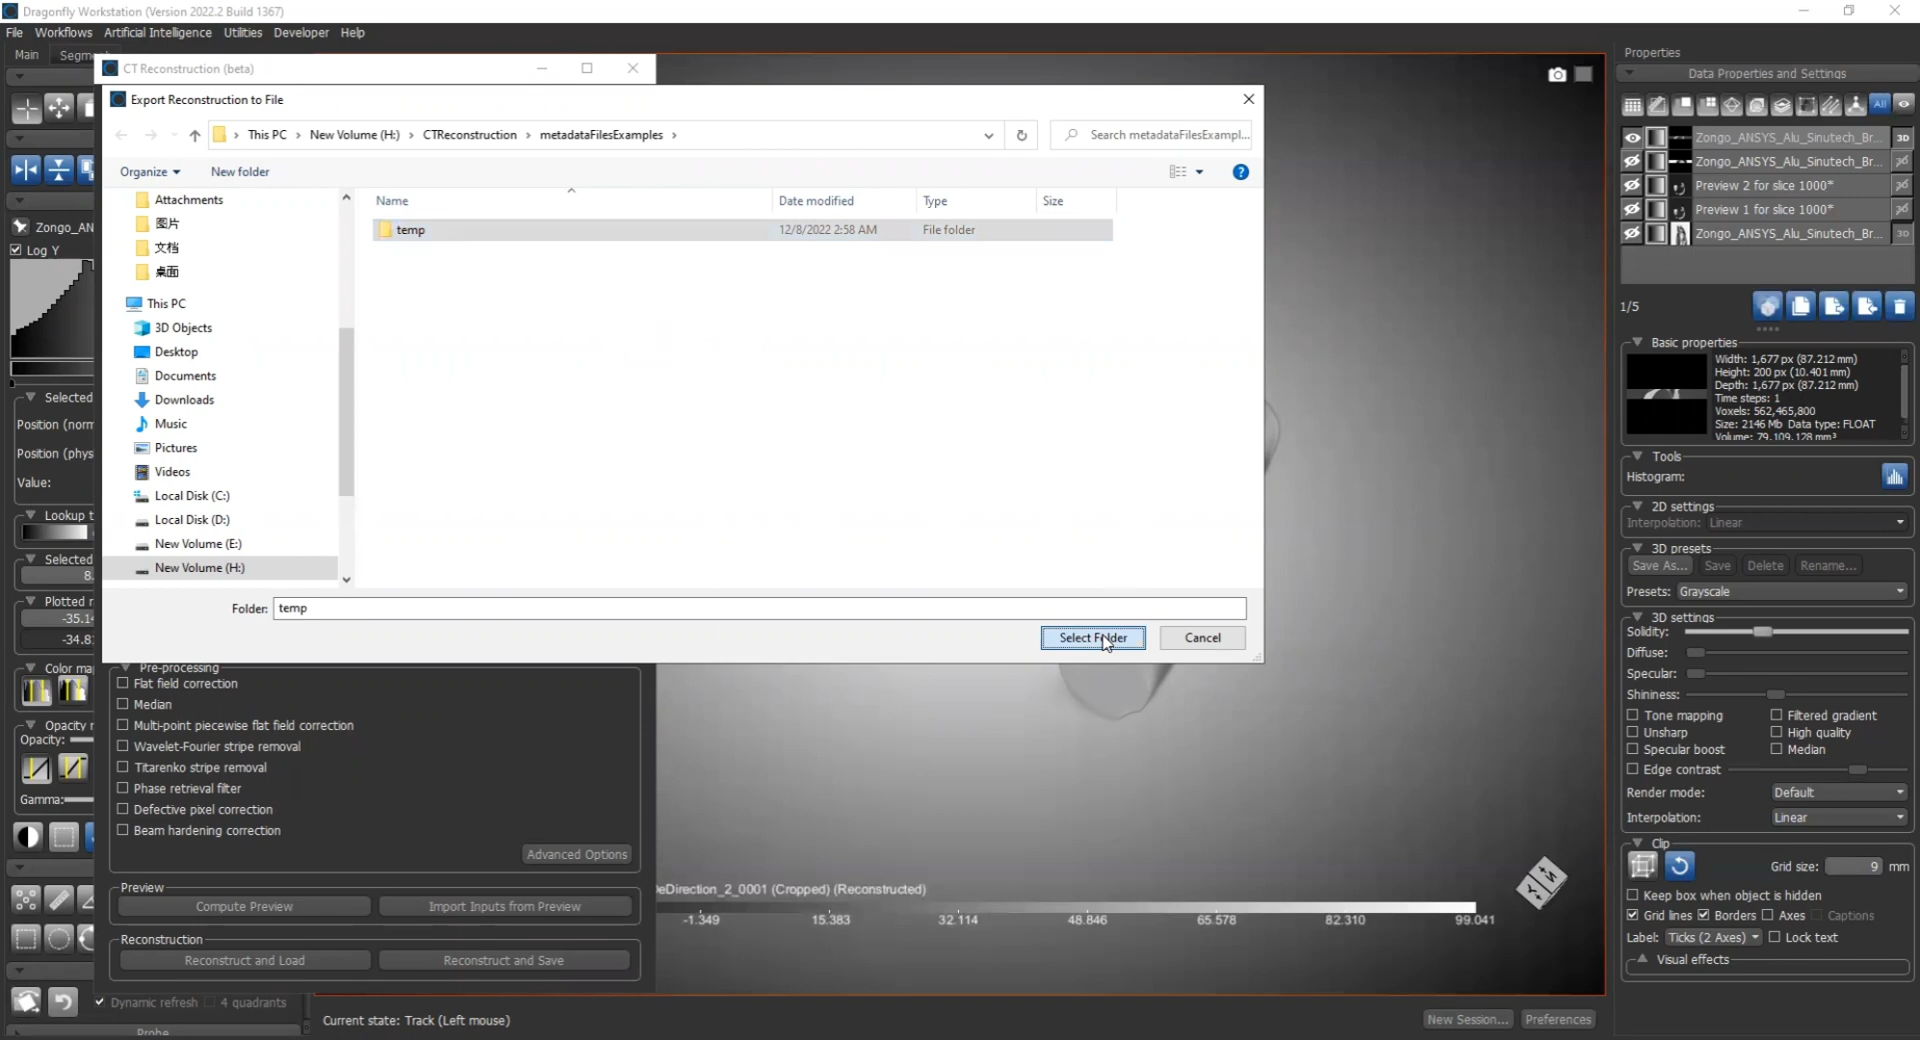 Dragonfly Workstation (Version 2022.2 Build 1367)
File Workflows Artificial Intelligence Utilities Developer Help
Main Segm
CT Reconstruction (beta)
Export Reconstruction to File
This PC > New Volume (H:) > CTReconstruction > metadataFilesExamples >
Search metadataFilesExampl...
Organize New folder
Attachments
图片
文档
桌面
This PC
3D Objects
Desktop
Documents
Downloads
Music
Pictures
Videos
Local Disk (C:)
Local Disk (D:)
New Volume (E:)
New Volume (H:)
Name Date modified Type Size
temp 12/8/2022 2:58 AM File folder
Folder: temp
Select Folder Cancel
Zongo_AN
Log Y
Selected
Position (norm
Position (phys
Value:
Lookup t
Selected
8.
Plotted r
-35.14
-34.8
Color ma
Opacity r
Opacity:
Gamma:
Pre-processing
Flat field correction
Median
Multi-point piecewise flat field correction
Wavelet-Fourier stripe removal
Titarenko stripe removal
Phase retrieval filter
Defective pixel correction
Beam hardening correction
Advanced Options
Preview
Compute Preview Import Inputs from Preview
Reconstruction
Reconstruct and Load Reconstruct and Save
Dynamic refresh 4 quadrants
Probe
eDirection_2_0001 (Cropped) (Reconstructed)
-1.349 15.383 32.114 48.846 65.578 82.310 99.041
Current state: Track (Left mouse)
New Session... Preferences
Properties
Data Properties and Settings
All
Zongo_ANSYS_Alu_Sinutech_Br... 3D
Zongo_ANSYS_Alu_Sinutech_Br...
Preview 2 for slice 1000*
Preview 1 for slice 1000*
Zongo_ANSYS_Alu_Sinutech_Br... 3D
1/5
Basic properties
Width: 1,677 px (87.212 mm)
Height: 200 px (10.401 mm)
Depth: 1,677 px (87.212 mm)
Time steps: 1
Voxels: 562,465,800
Size: 2146 Mb Data type: FLOAT
Volume: 79,109.128 mm³
Tools
Histogram:
2D settings
Interpolation: Linear
3D presets
Save As... Save Delete Rename...
Presets: Grayscale
3D settings
Solidity:
Diffuse:
Specular:
Shininess:
Tone mapping Filtered gradient
Unsharp High quality
Specular boost Median
Edge contrast
Render mode: Default
Interpolation: Linear
Clip
Grid size: 9 mm
Keep box when object is hidden
Grid lines Borders Axes Captions
Label: Ticks (2 Axes) Lock text
Visual effects